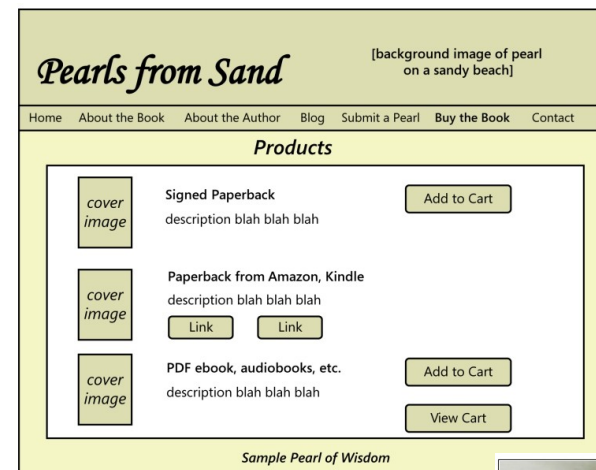 Pearls from Sand
[background image of pearl
on a sandy beach]
Home About the Book About the Author Blog Submit a Pearl Buy the Book Contact
Products
cover
image
Signed Paperback
description blah blah blah
Add to Cart
cover
image
Paperback from Amazon, Kindle
description blah blah blah
Link Link
cover
image
PDF ebook, audiobooks, etc.
description blah blah blah
Add to Cart
View Cart
Sample Pearl of Wisdom